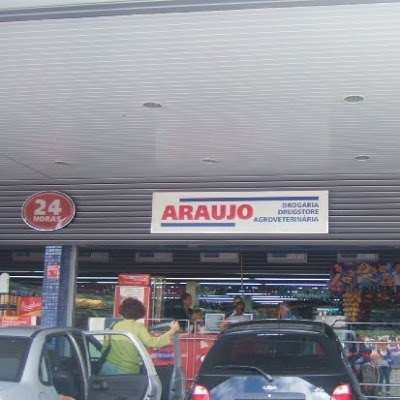 24
HORAS
ARAUJO
DROGARIA
DRUGSTORE
AGROVETERINÁRIA